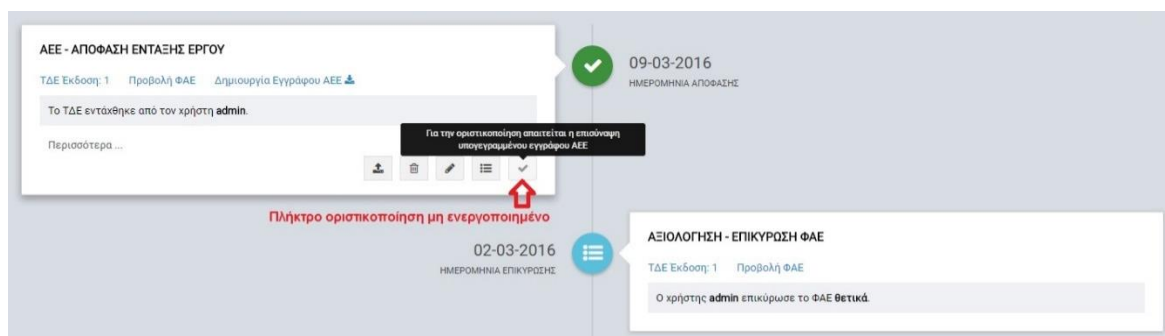 ΑΕΕ - ΑΠΟΦΑΣΗ ΕΝΤΑΞΗΣ ΕΡΓΟΥ
ΤΔΕ Έκδοση: 1 Προβολή ΦΑΕ Δημιουργία Εγγράφου ΑΕΕ
Το ΤΔΕ εντάχθηκε από τον χρήστη admin.
Περισσότερα ...
Για την οριστικοποίηση απαιτείται η επισύναψη
υπογεγραμμένου εγγράφου ΑΕΕ
Πλήκτρο οριστικοποίηση μη ενεργοποιημένο
09-03-2016
ΗΜΕΡΟΜΗΝΙΑ ΑΠΟΦΑΣΗΣ
02-03-2016
ΗΜΕΡΟΜΗΝΙΑ ΕΠΙΚΥΡΩΣΗΣ
ΑΞΙΟΛΟΓΗΣΗ - ΕΠΙΚΥΡΩΣΗ ΦΑΕ
ΤΔΕ Έκδοση: 1 Προβολή ΦΑΕ
Ο χρήστης admin επικύρωσε το ΦΑΕ θετικά.